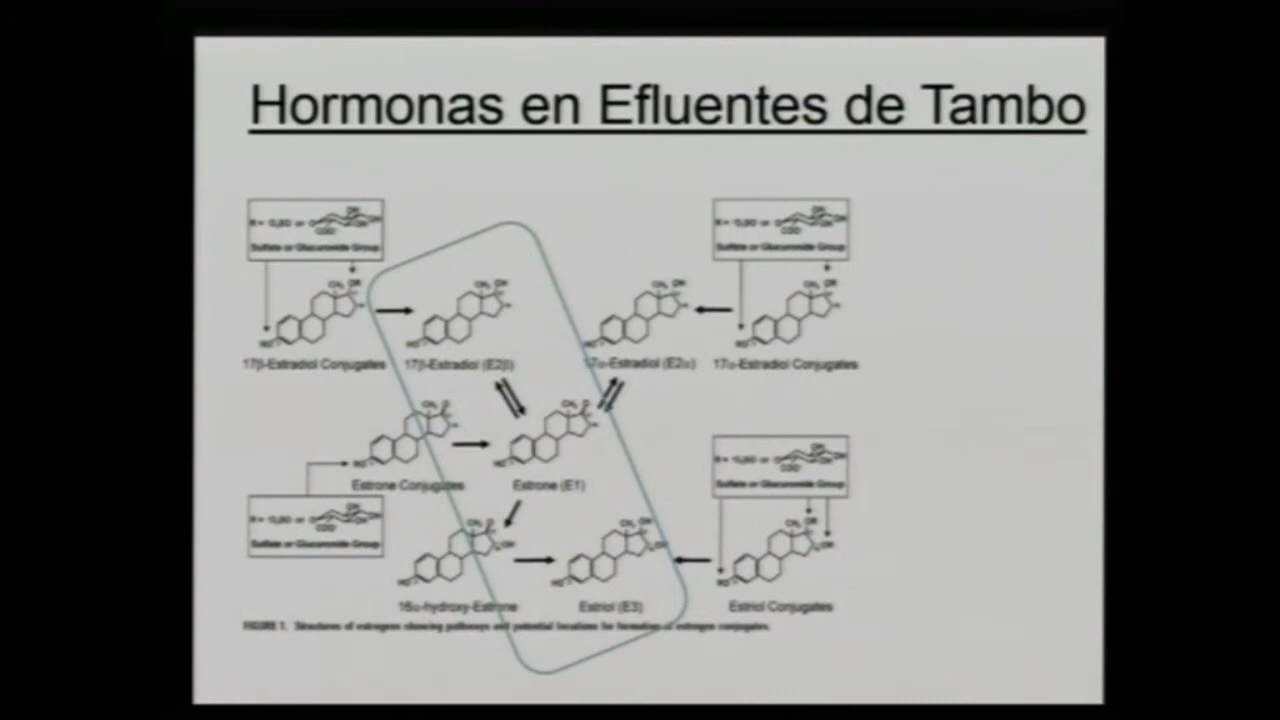 Hormonas en Efluentes de Tambo
Sulfate or Glucuronide Group
Sulfate or Glucuronide Group
17β-Estradiol Conjugates
17β-Estradiol (E2β)
17α-Estradiol (E2α)
17α-Estradiol Conjugates
Estrone Conjugates
Estrone (E1)
Sulfate or Glucuronide Group
Sulfate or Glucuronide Group
16α-hydroxy-Estrone
Estriol (E3)
Estriol Conjugates
FIGURE 1. Structures of estrogens showing pathways and potential locations for formation of estrogen conjugates.